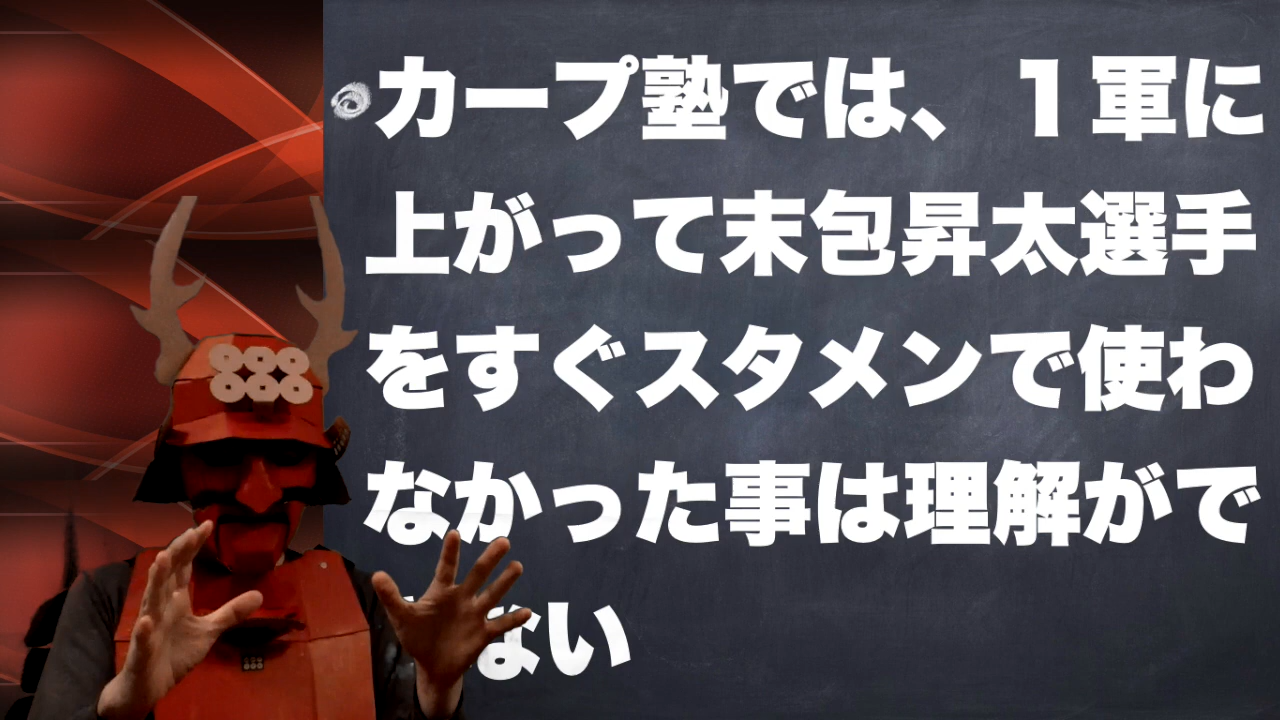 カープ塾では、１軍に
上がって末包昇太選手
をすぐスタメンで使わ
なかった事は理解がで
ない